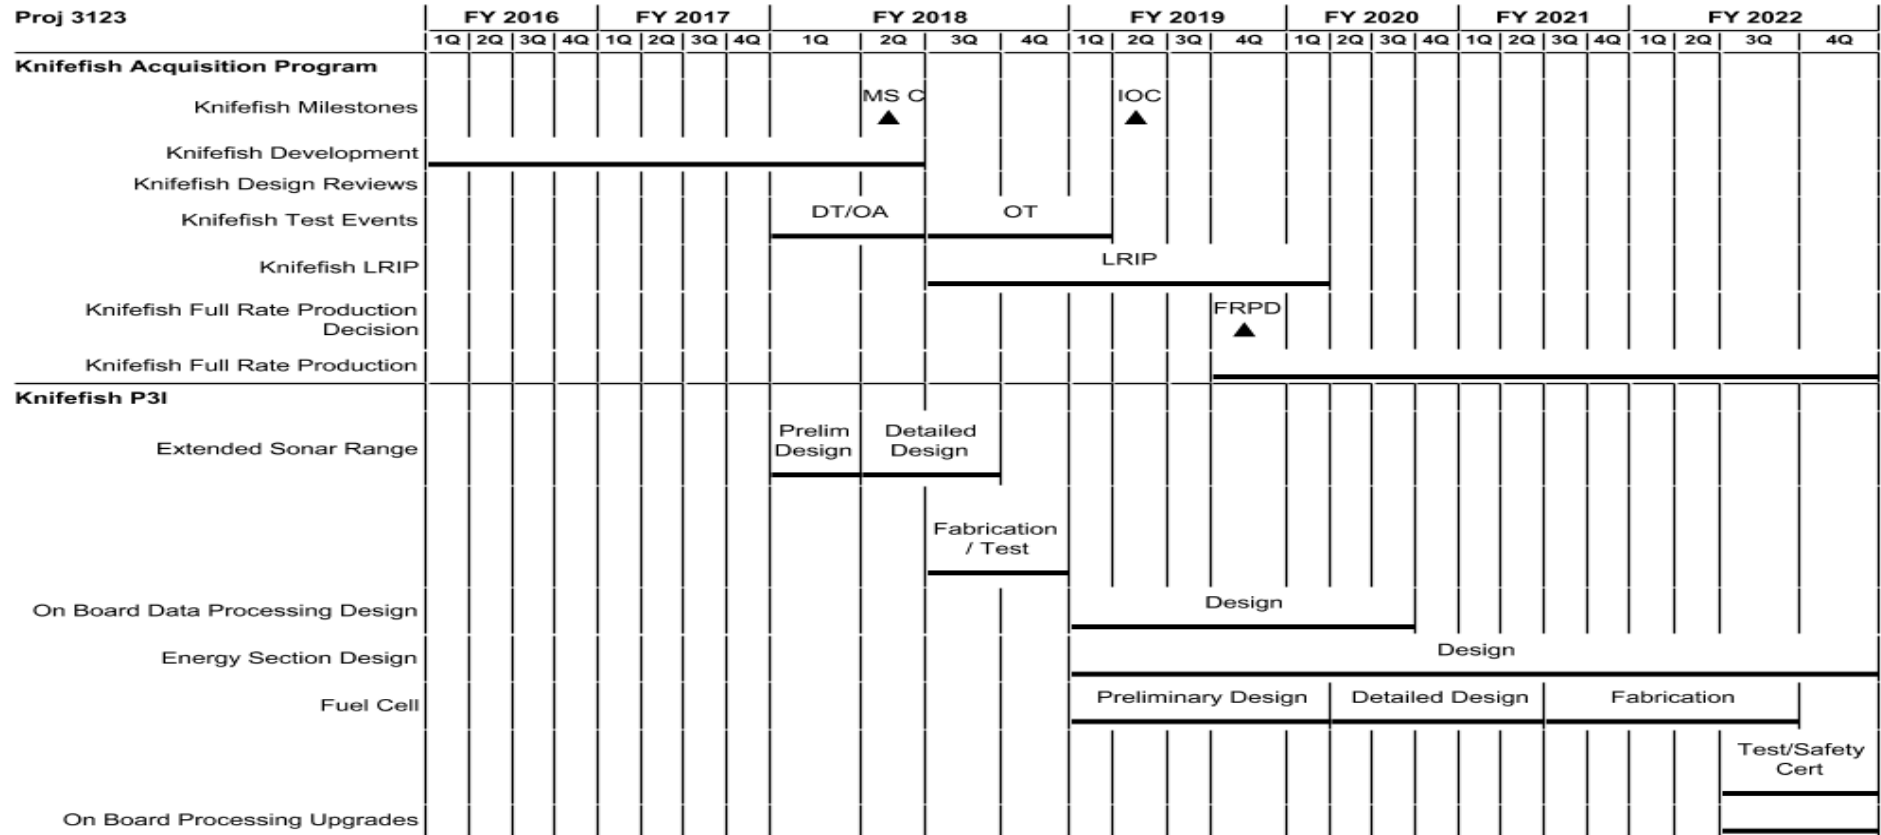 Proj 3123 FY 2016 FY 2017 FY 2018 FY 2019 FY 2020 FY 2021 FY 2022
1Q 2Q 3Q 4Q 1Q 2Q 3Q 4Q 1Q 2Q 3Q 4Q 1Q 2Q 3Q 4Q 1Q 2Q 3Q 4Q 1Q 2Q 3Q 4Q 1Q 2Q 3Q 4Q
Knifefish Acquisition Program
MS C IOC
Knifefish Milestones
Knifefish Development
Knifefish Design Reviews
DT/OA OT
Knifefish Test Events
LRIP
Knifefish LRIP
Knifefish Full Rate Production FRPD
Decision
Knifefish Full Rate Production
Knifefish P3I
Prelim Detailed
Extended Sonar Range Design Design
Fabrication
/ Test
Design
On Board Data Processing Design
Design
Energy Section Design
Preliminary Design Detailed Design Fabrication
Fuel Cell
Test/Safety
Cert
On Board Processing Upgrades